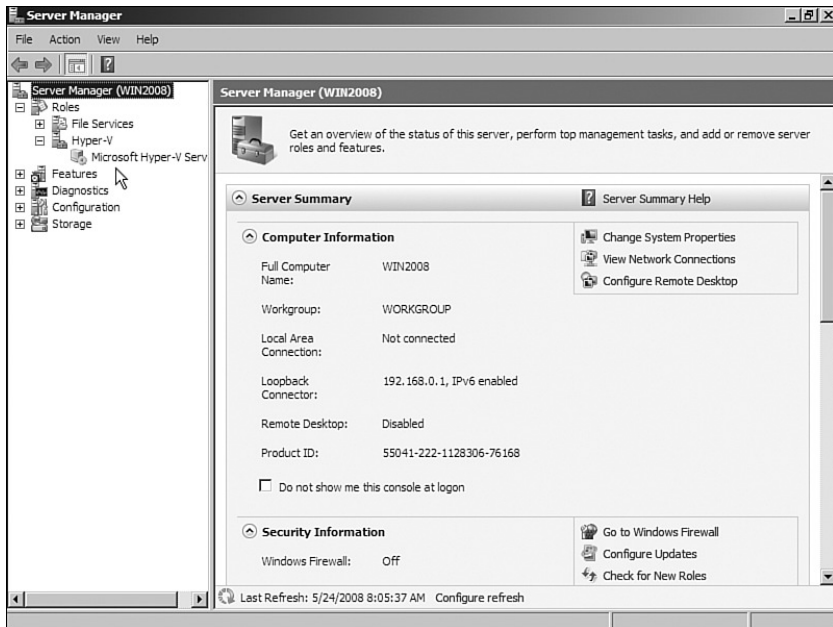 Server Manager
File Action View Help
Server Manager (WIN2008)
Roles
File Services
Hyper-V
Microsoft Hyper-V Serv
Features
Diagnostics
Configuration
Storage
Server Manager (WIN2008)
Get an overview of the status of this server, perform top management tasks, and add or remove server
roles and features.
Server Summary
Server Summary Help
Computer Information
Full Computer
Name:
WIN2008
Workgroup:
WORKGROUP
Local Area
Connection:
Not connected
Loopback
Connector:
192.168.0.1, IPv6 enabled
Remote Desktop:
Disabled
Product ID:
55041-222-1128306-76168
Do not show me this console at logon
Change System Properties
View Network Connections
Configure Remote Desktop
Security Information
Windows Firewall:
Off
Go to Windows Firewall
Configure Updates
Check for New Roles
Last Refresh: 5/24/2008 8:05:37 AM Configure refresh